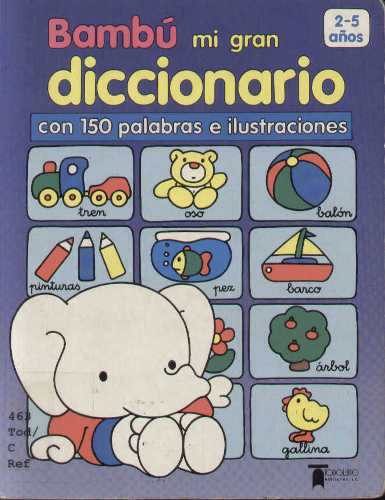 Bambú mi gran
2-5
años
diccionario
con 150 palabras e ilustraciones
tren
oso
balón
pinturas
pez
barco
árbol
gallina
463
Tod/
C
Ref
TODOLIBRO